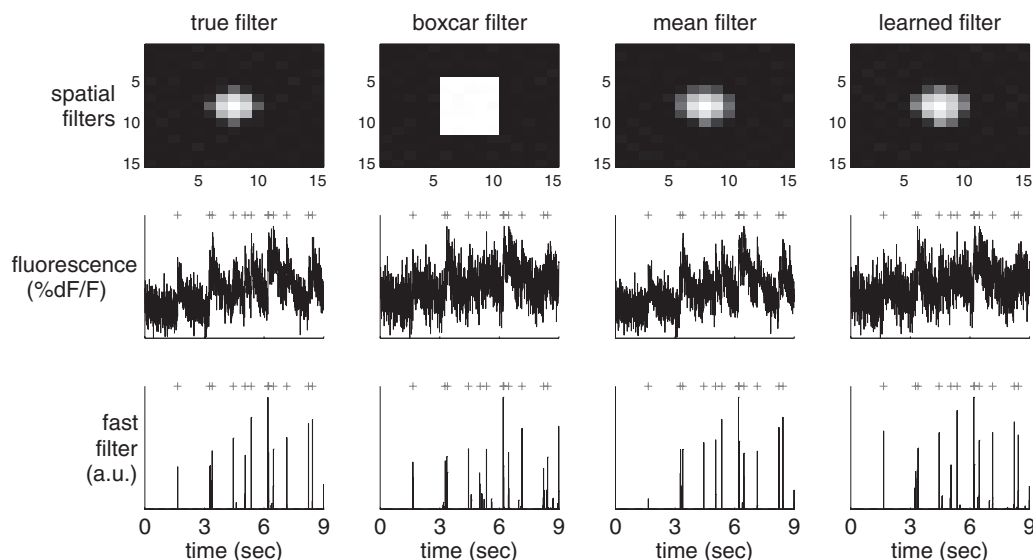 true filter boxcar filter mean filter learned filter
spatial
filters
5
10
15
5 10 15
5
10
15
5 10 15
5
10
15
5 10 15
5
10
15
5 10 15
fluorescence
(%dF/F)
fast
filter
(a.u.)
0 3 6 9
time (sec)
0 3 6 9
time (sec)
0 3 6 9
time (sec)
0 3 6 9
time (sec)